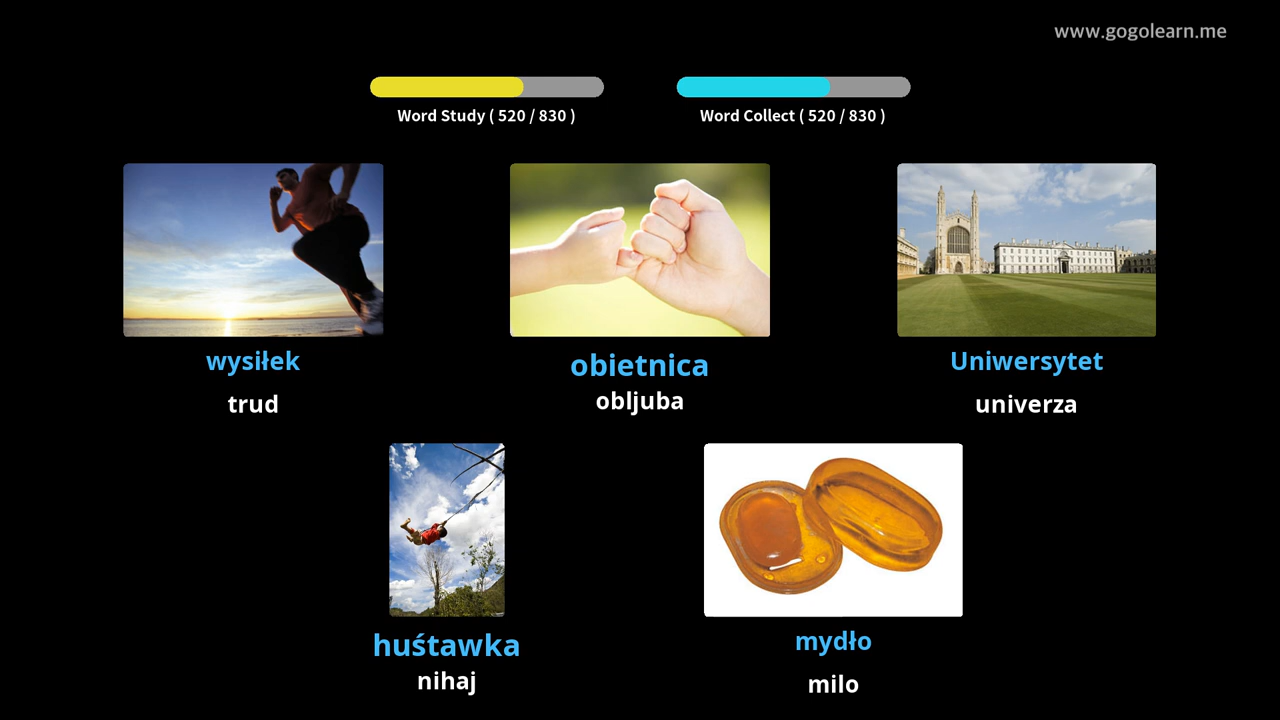 www.gogolearn.me
Word Study ( 520 / 830 )
Word Collect ( 520 / 830 )
wysiłek
trud
obietnica
obljuba
Uniwersytet
univerza
huśtawka
nihaj
mydło
milo